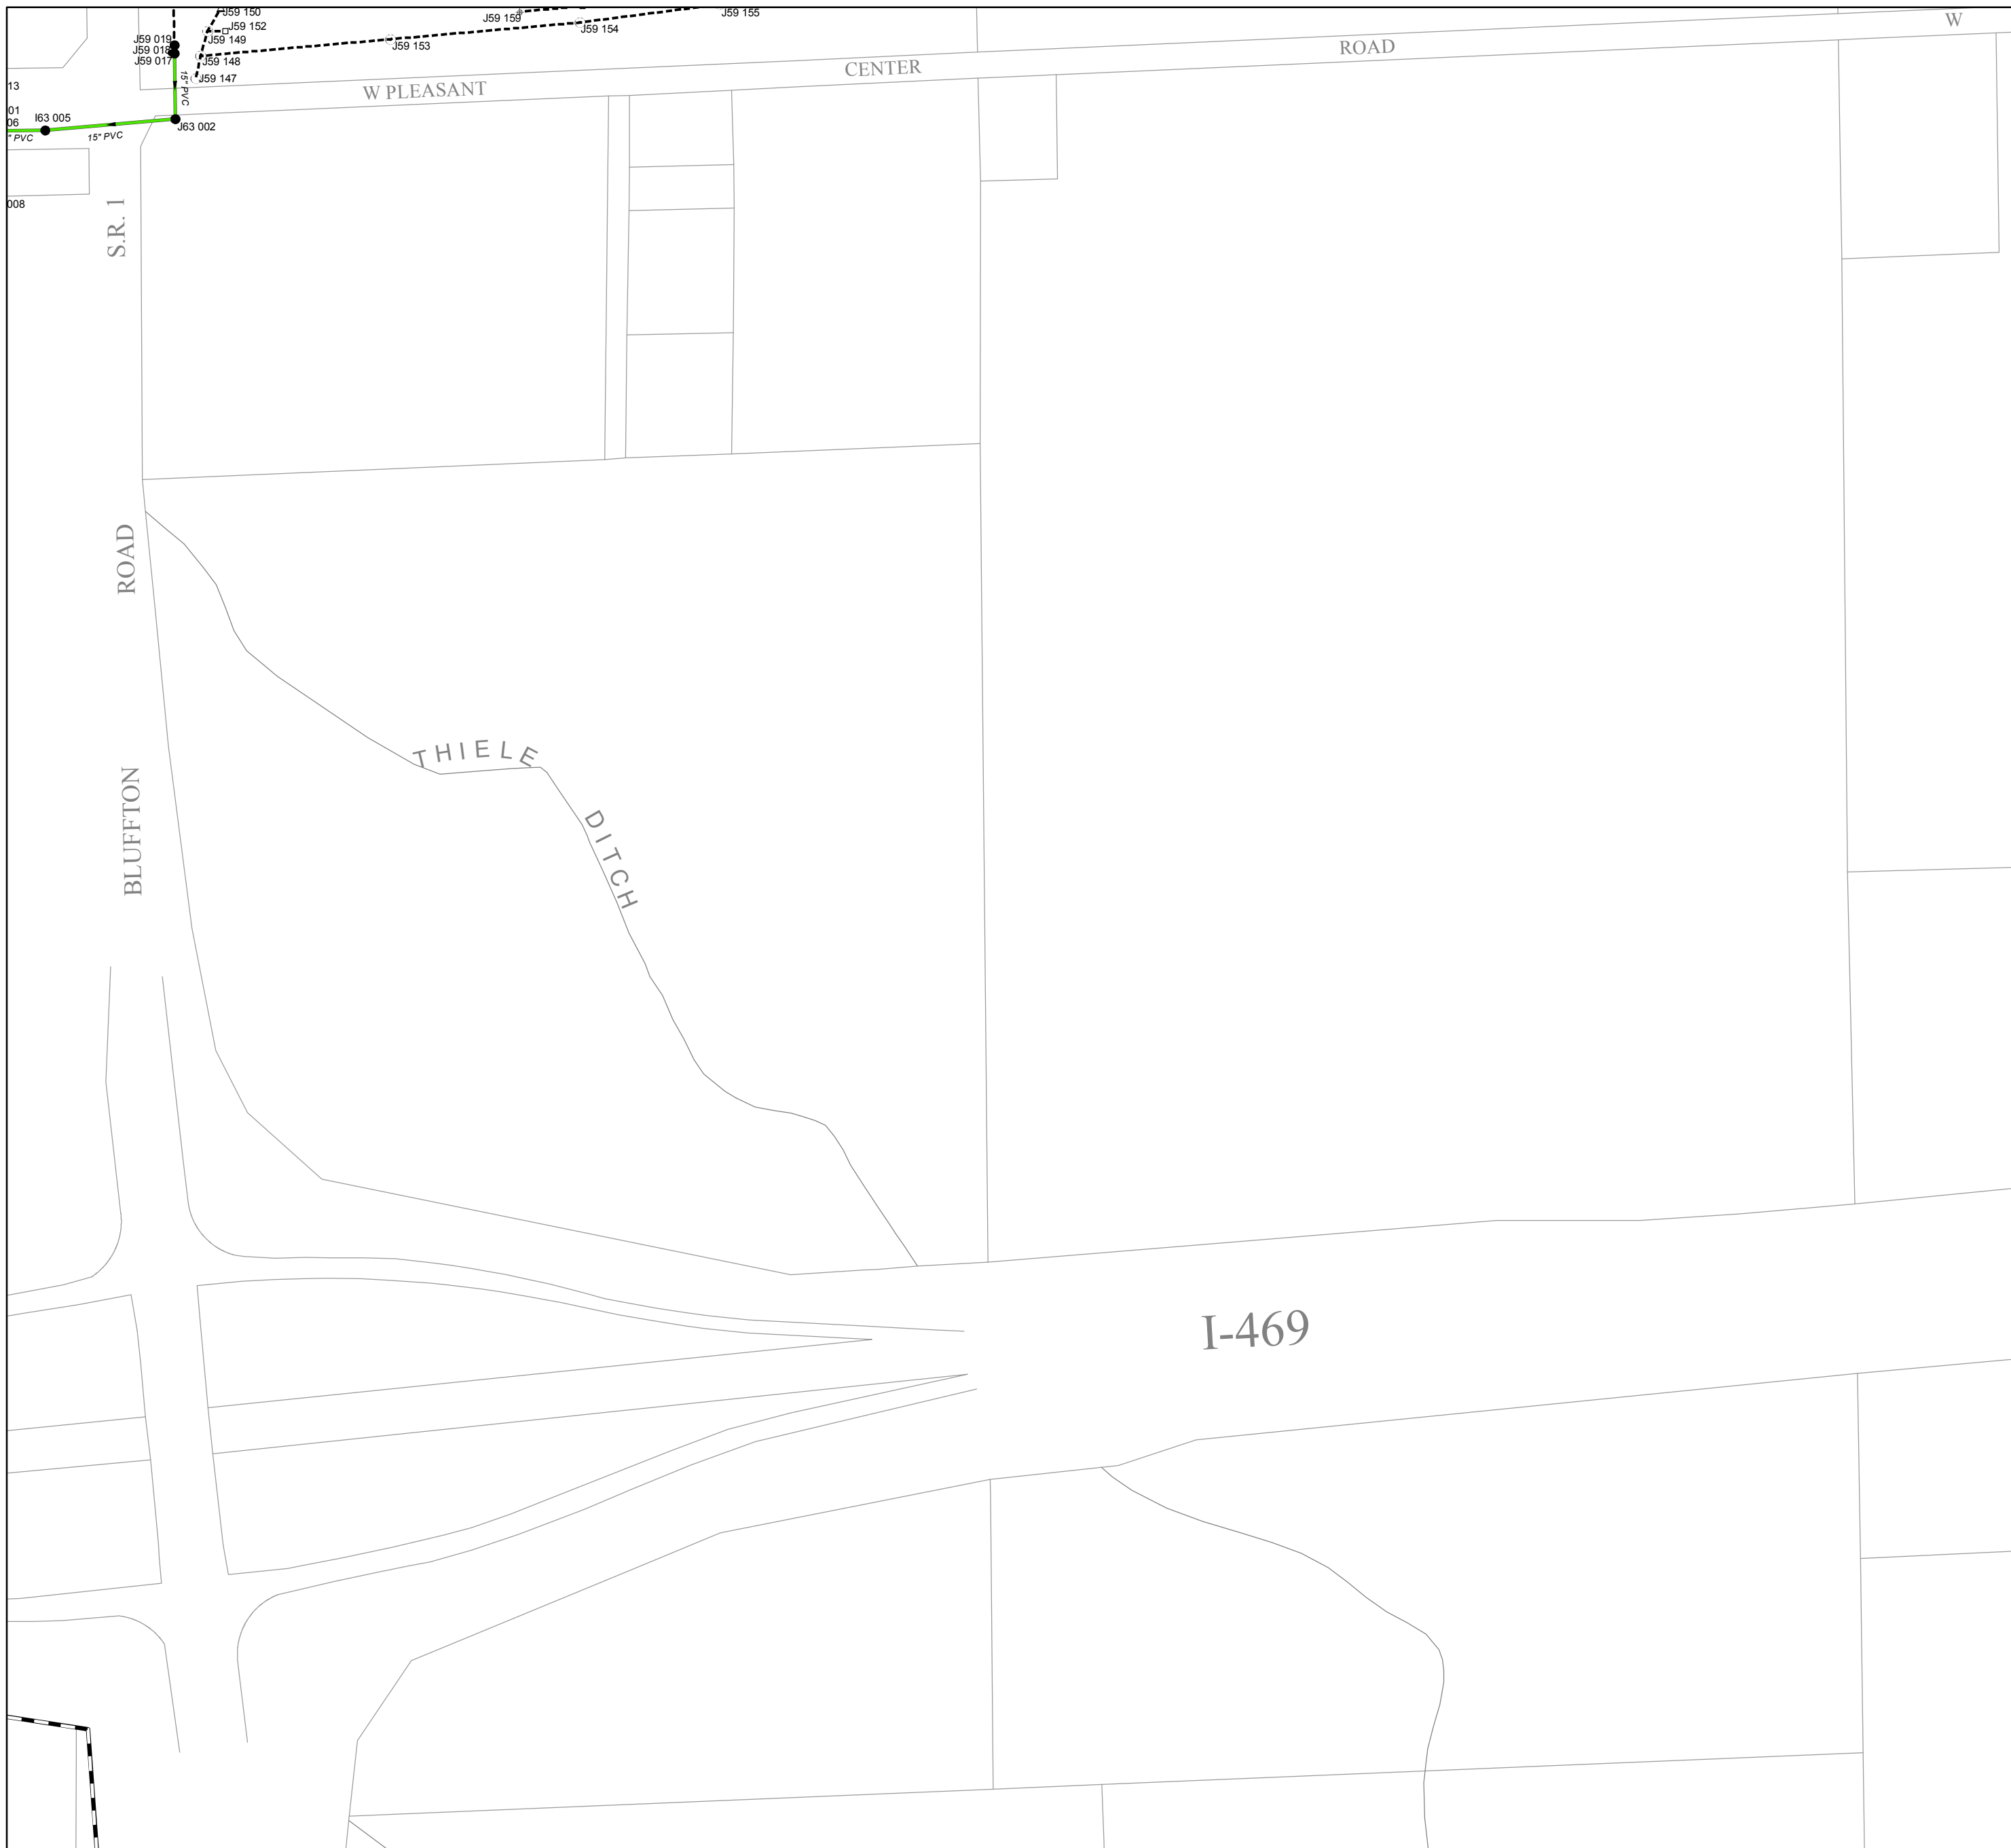 J59 150
J59 159
J59 155
J59 152
J59 154
J59 019
J59 149
J59 153
J59 018
J59 017
J59 148
J59 147
15" PVC
W
ROAD
CENTER
W PLEASANT
13
01
06
I63 005
J63 002
" PVC
15" PVC
008
S.R. 1
ROAD
BLUFFTON
THIELE
DITCH
I-469